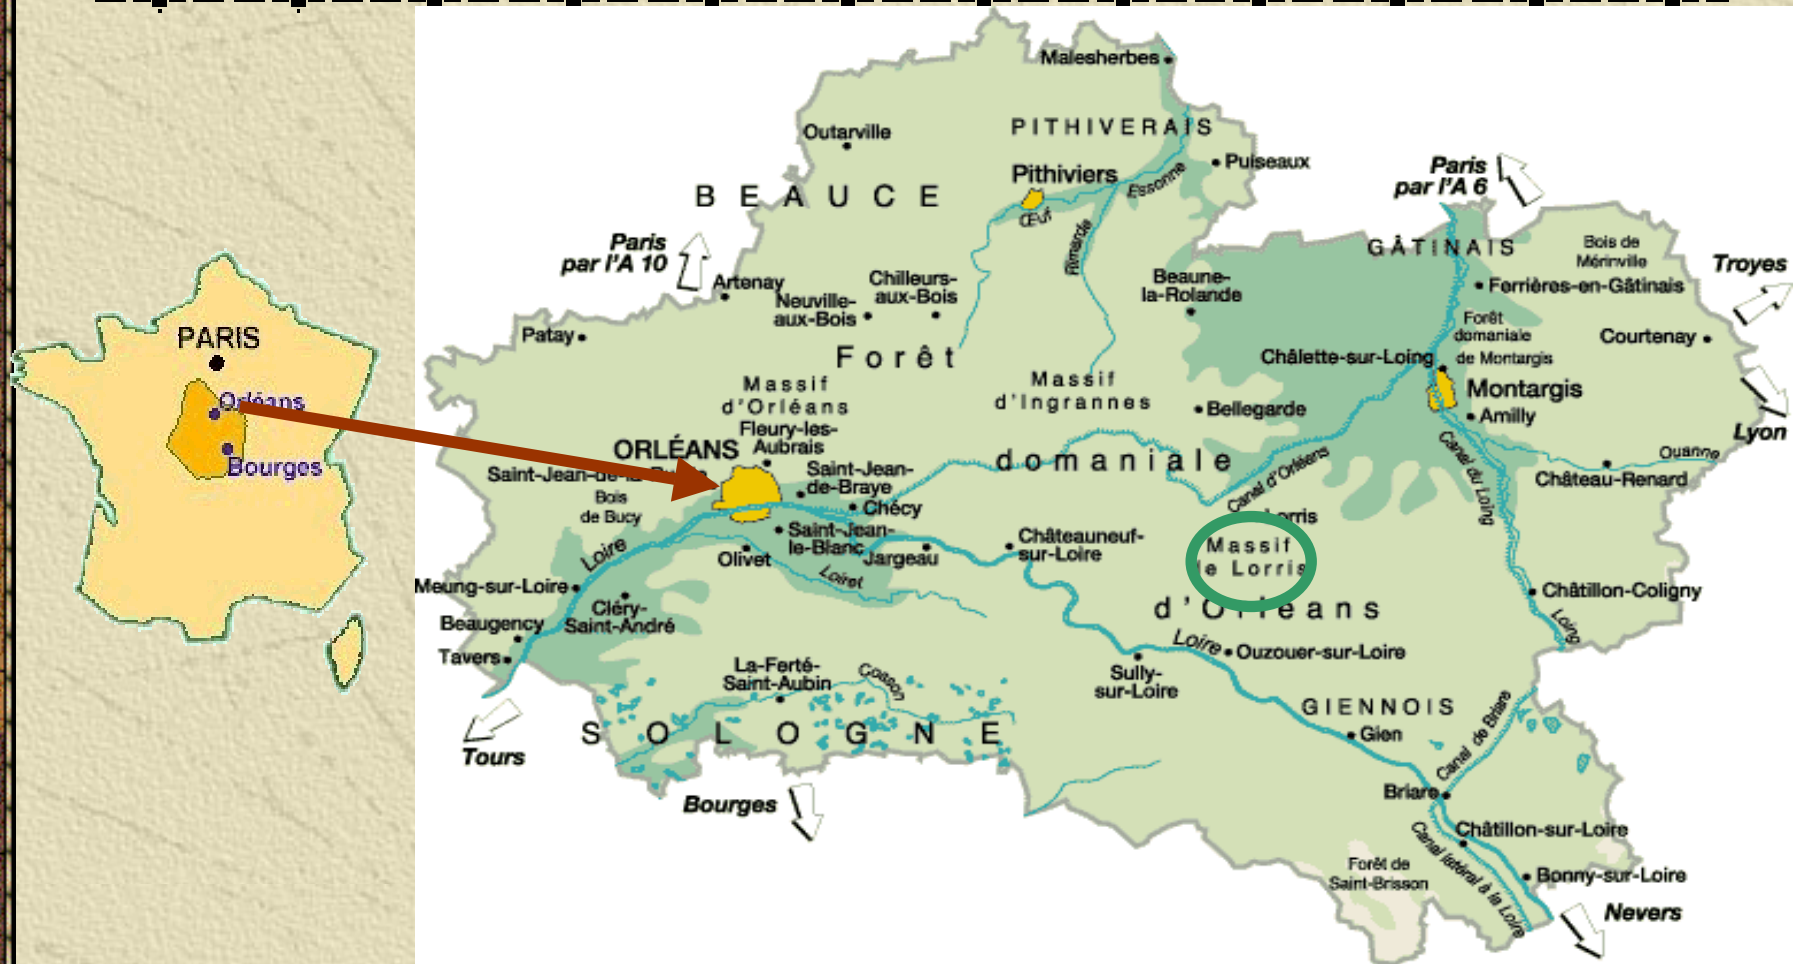 PARIS
Orléans
Bourges
Malesherbes
Outarville
PITHIVERAIS
Puiseaux
Pithiviers
Essonne
Œuf
Rimarde
BEAUCE
Paris
par l'A 10
Paris
par l'A 6
GÂTINAIS
Bois de
Mérinville
Troyes
Artenay
Neuville-
aux-Bois
Chilleurs-
aux-Bois
Beaune-
la-Rolande
Ferrières-en-Gâtinais
Patay
Forêt
Forêt
domaniale
de Montargis
Courtenay
Châlette-sur-Loing
Massif
d'Orléans
Massif
d'Ingrannes
Montargis
Bellegarde
Amilly
Lyon
Fleury-les-
Aubrais
ORLÉANS
Saint-Jean-de-la-
Saint-Jean-
de-Braye
domaniale
Canal d'Orléans
Canal du Loing
Ouanne
Château-Renard
Bois
de Bucy
Chécy
Saint-Jean-
le-Blanc
Châteauneuf-
sur-Loire
Massif
de Lorris
Loire
Olivet
Jargeau
Loiret
Meung-sur-Loire
Cléry-
Saint-André
d'Orléans
Châtillon-Coligny
Loing
Beaugency
Tavers
Loire
Ouzouer-sur-Loire
La-Ferté-
Saint-Aubin
Cosson
Sully-
sur-Loire
GIENNOIS
SOLOGNE
Gien
Canal de Briare
Tours
Bourges
Briare
Châtillon-sur-Loire
Canal latéral à la Loire
Forêt de
Saint-Brisson
Bonny-sur-Loire
Nevers